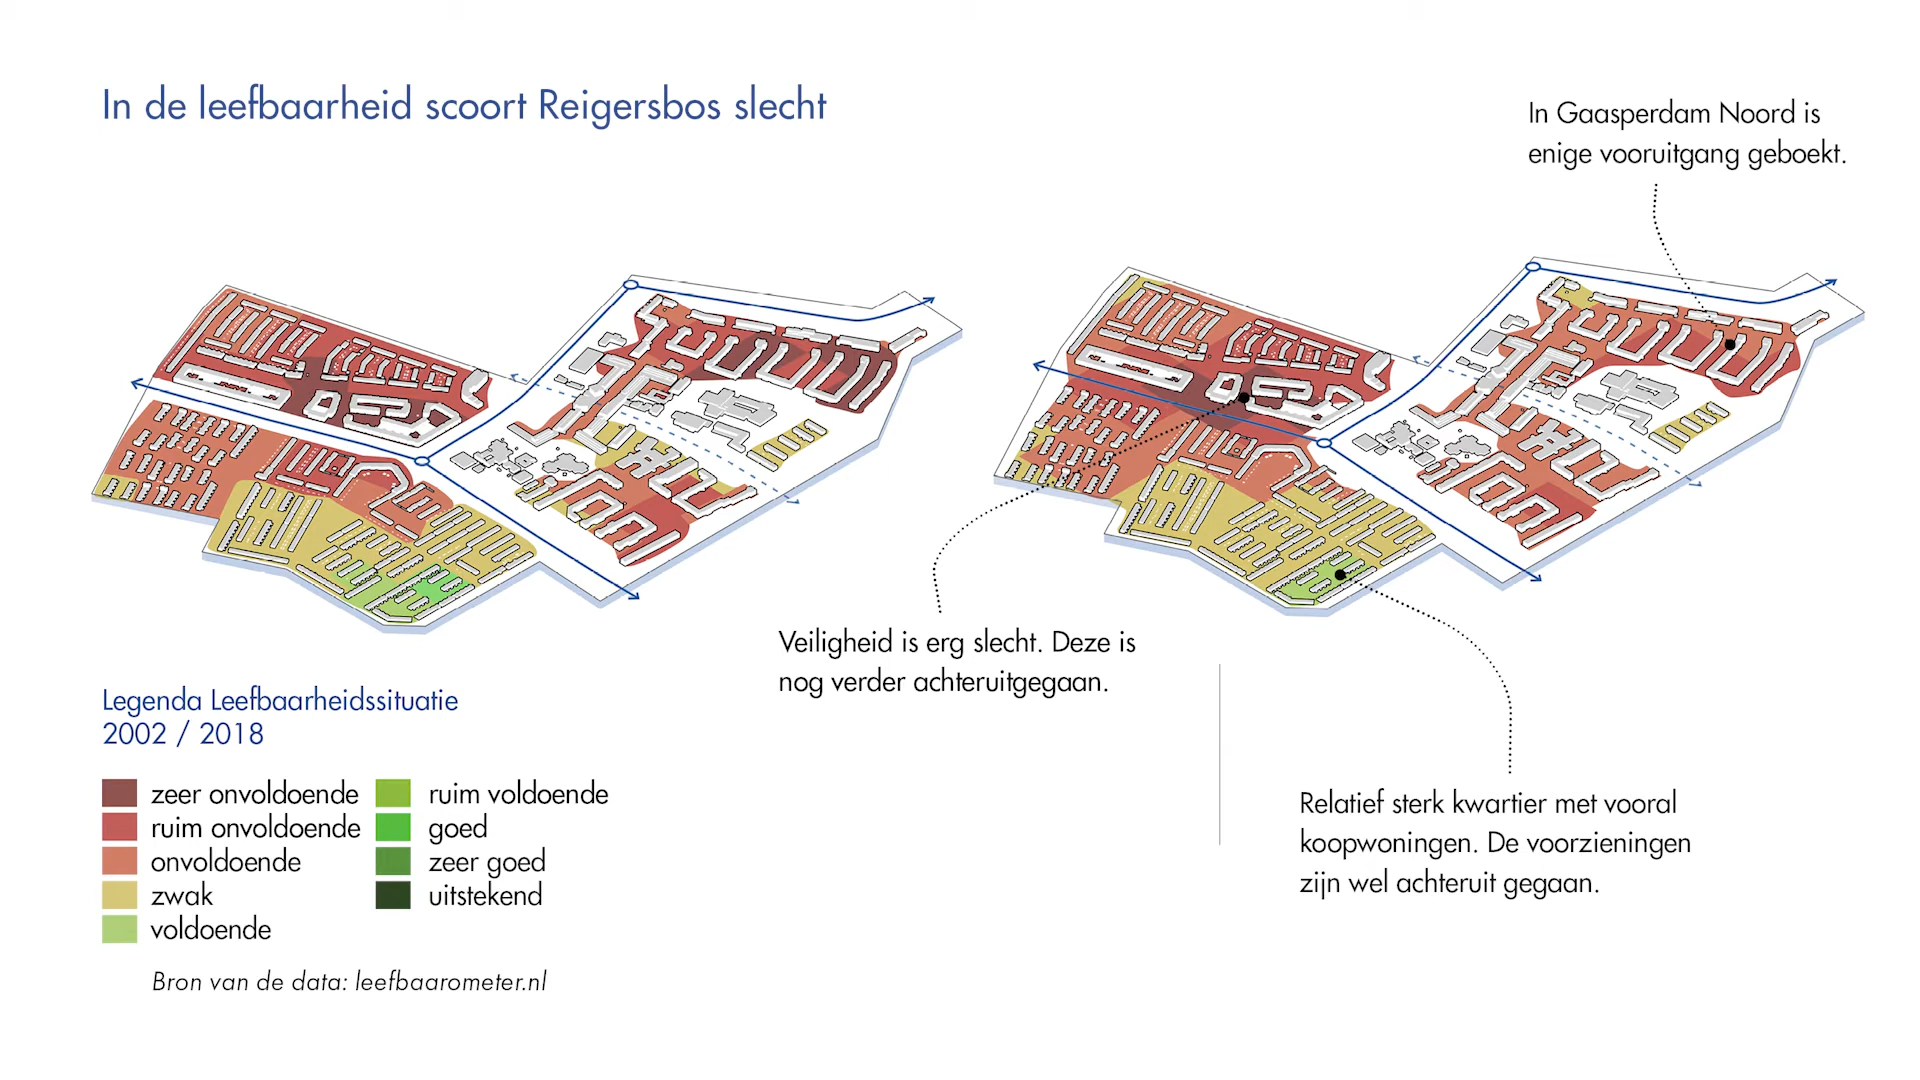 In de leefbaarheid scoort Reigersbos slecht
In Gaasperdam Noord is
enige vooruitgang geboekt.
Veiligheid is erg slecht. Deze is
nog verder achteruitgegaan.
Legenda Leefbaarheidssituatie
2002 / 2018
zeer onvoldoende
ruim onvoldoende
onvoldoende
zwak
voldoende
ruim voldoende
goed
zeer goed
uitstekend
Bron van de data: leefbaarometer.nl
Relatief sterk kwartier met vooral
koopwoningen. De voorzieningen
zijn wel achteruit gegaan.